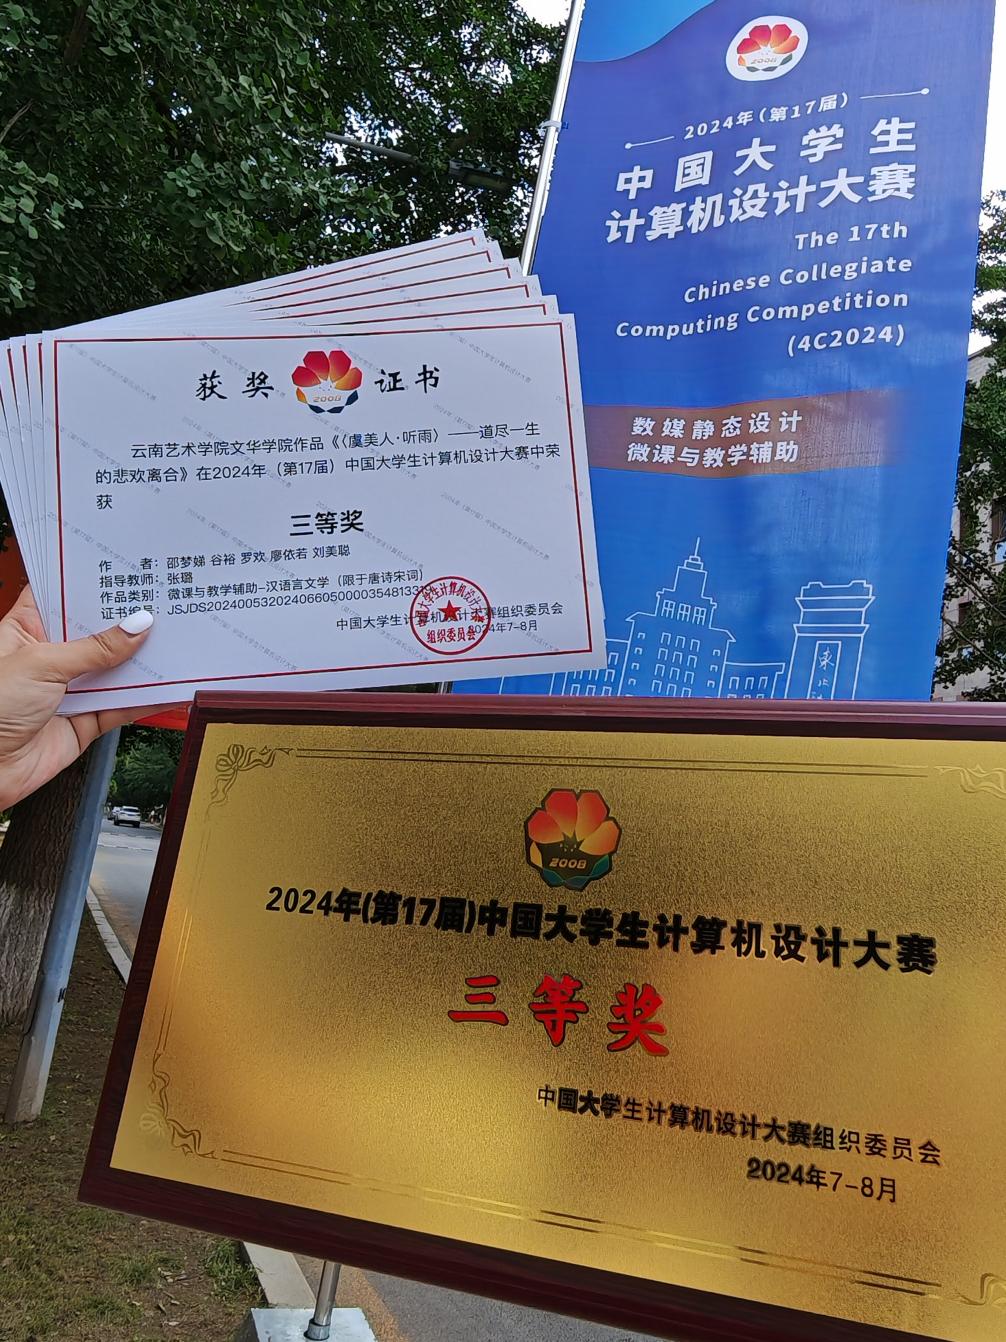 2008
2024年(第17届)
中国大学生
计算机设计大赛
The 17th
Chinese Collegiate
Computing Competition
(4C2024)
数媒静态设计
微课与教学辅助
获奖 2008 证书
云南艺术学院文华学院作品《〈虞美人·听雨〉——道尽一生
的悲欢离合》在2024年（第17届）中国大学生计算机设计大赛中荣
获
三等奖
作 者：邵梦娣 谷裕 罗欢 廖依若 刘美聪
指导教师：张璐
作品类别：微课与教学辅助-汉语言文学（限于唐诗宋词）
证书编号：
中国大学生计算机设计大赛组织委员会
2024年7-8月
组织委员会
2008
2024年(第17届)中国大学生计算机设计大赛
三等奖
中国大学生计算机设计大赛组织委员会
2024年7-8月